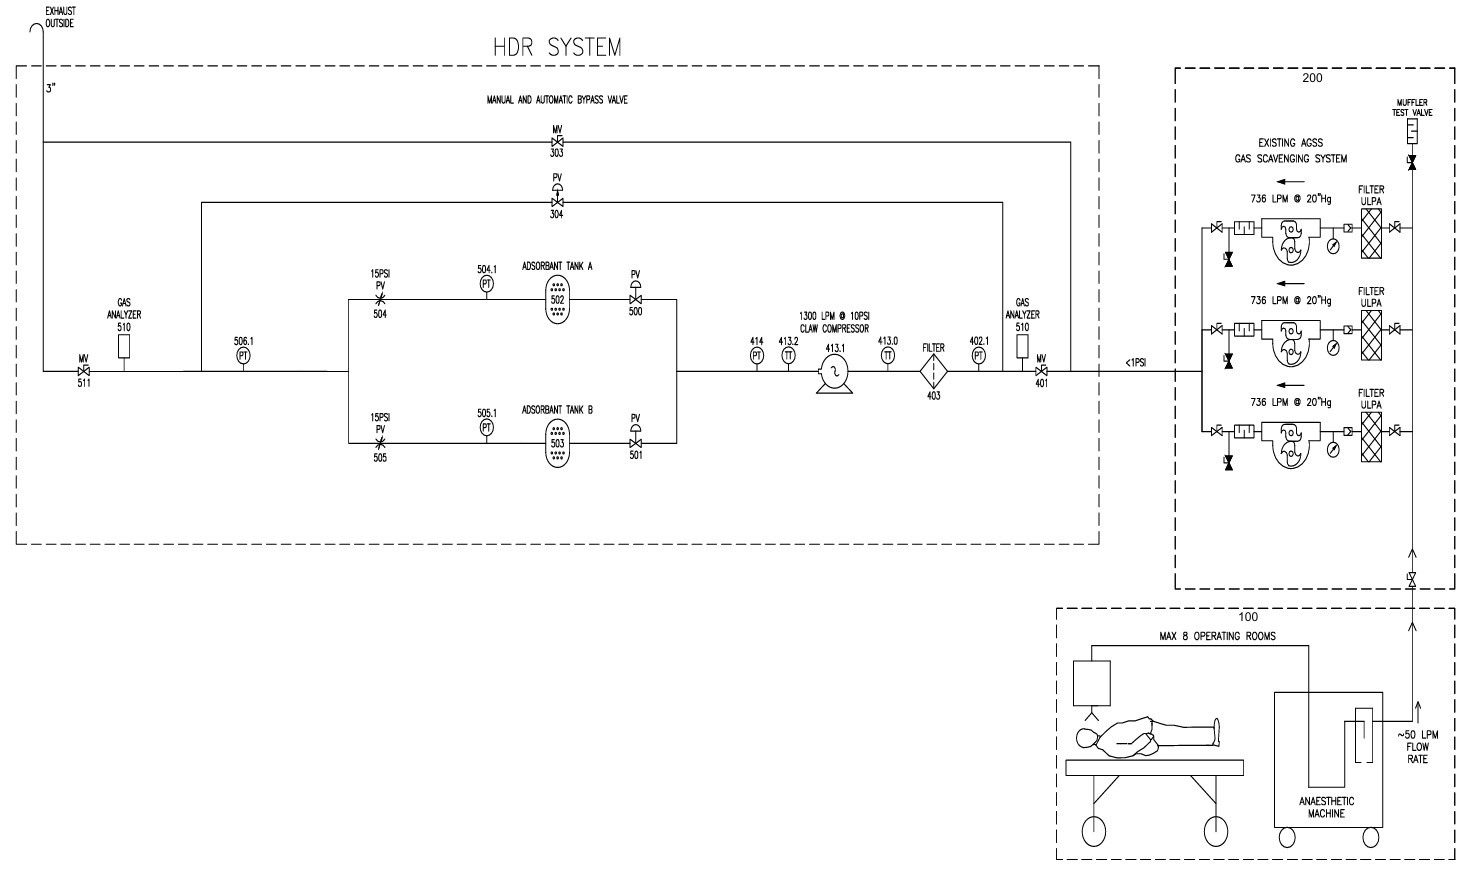 EXHAUST
OUTSIDE
HDR SYSTEM
3"
MANUAL AND AUTOMATIC BYPASS VALVE
MV
303
PV
304
ADSORBANT TANK A
502
15PSI
PV
504
504.1
PT
PV
500
GAS
ANALYZER
510
MV
511
506.1
PT
15PSI
PV
505
505.1
PT
ADSORBANT TANK B
503
PV
501
414
PT
413.2
TT
1300 LPM @ 10PSI
CLAW COMPRESSOR
413.1
413.0
TT
FILTER
403
402.1
PT
GAS
ANALYZER
510
MV
401
<1PSI
200
MUFFLER
TEST VALVE
EXISTING AGSS
GAS SCAVENGING SYSTEM
736 LPM @ 20"Hg
FILTER
ULPA
736 LPM @ 20"Hg
FILTER
ULPA
736 LPM @ 20"Hg
FILTER
ULPA
100
MAX 8 OPERATING ROOMS
~50 LPM
FLOW
RATE
ANAESTHETIC
MACHINE